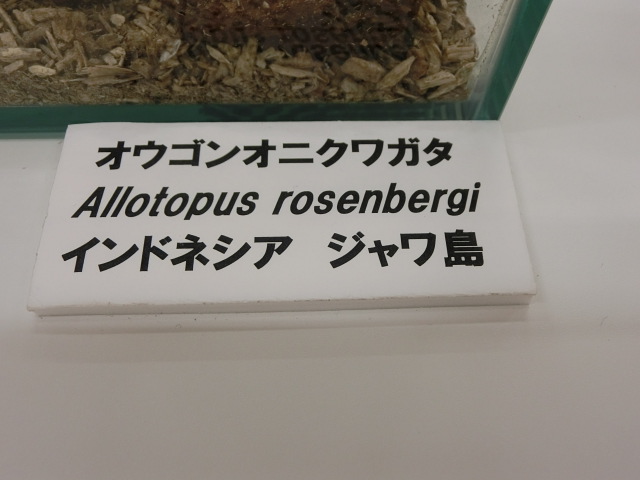 オウゴンオニクワガタ
Allotopus rosenbergi
インドネシア　ジャワ島